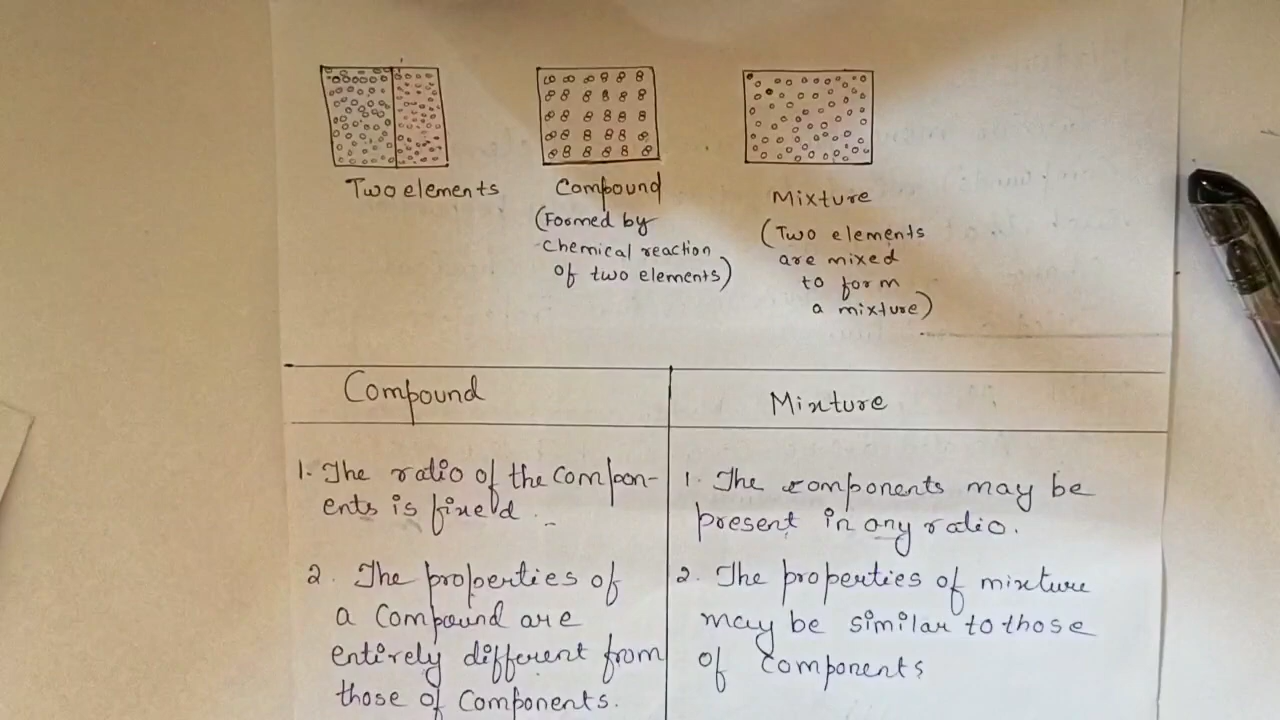 Two elements
Compound
(Formed by
chemical reaction
of two elements)
Mixture
(Two elements
are mixed
to form
a mixture)
Compound
Mixture
1. The ratio of the compon-
ents is fixed.
2. The properties of
a compound are
entirely different from
those of components.
1. The components may be
present in any ratio.
2. The properties of mixture
may be similar to those
of components